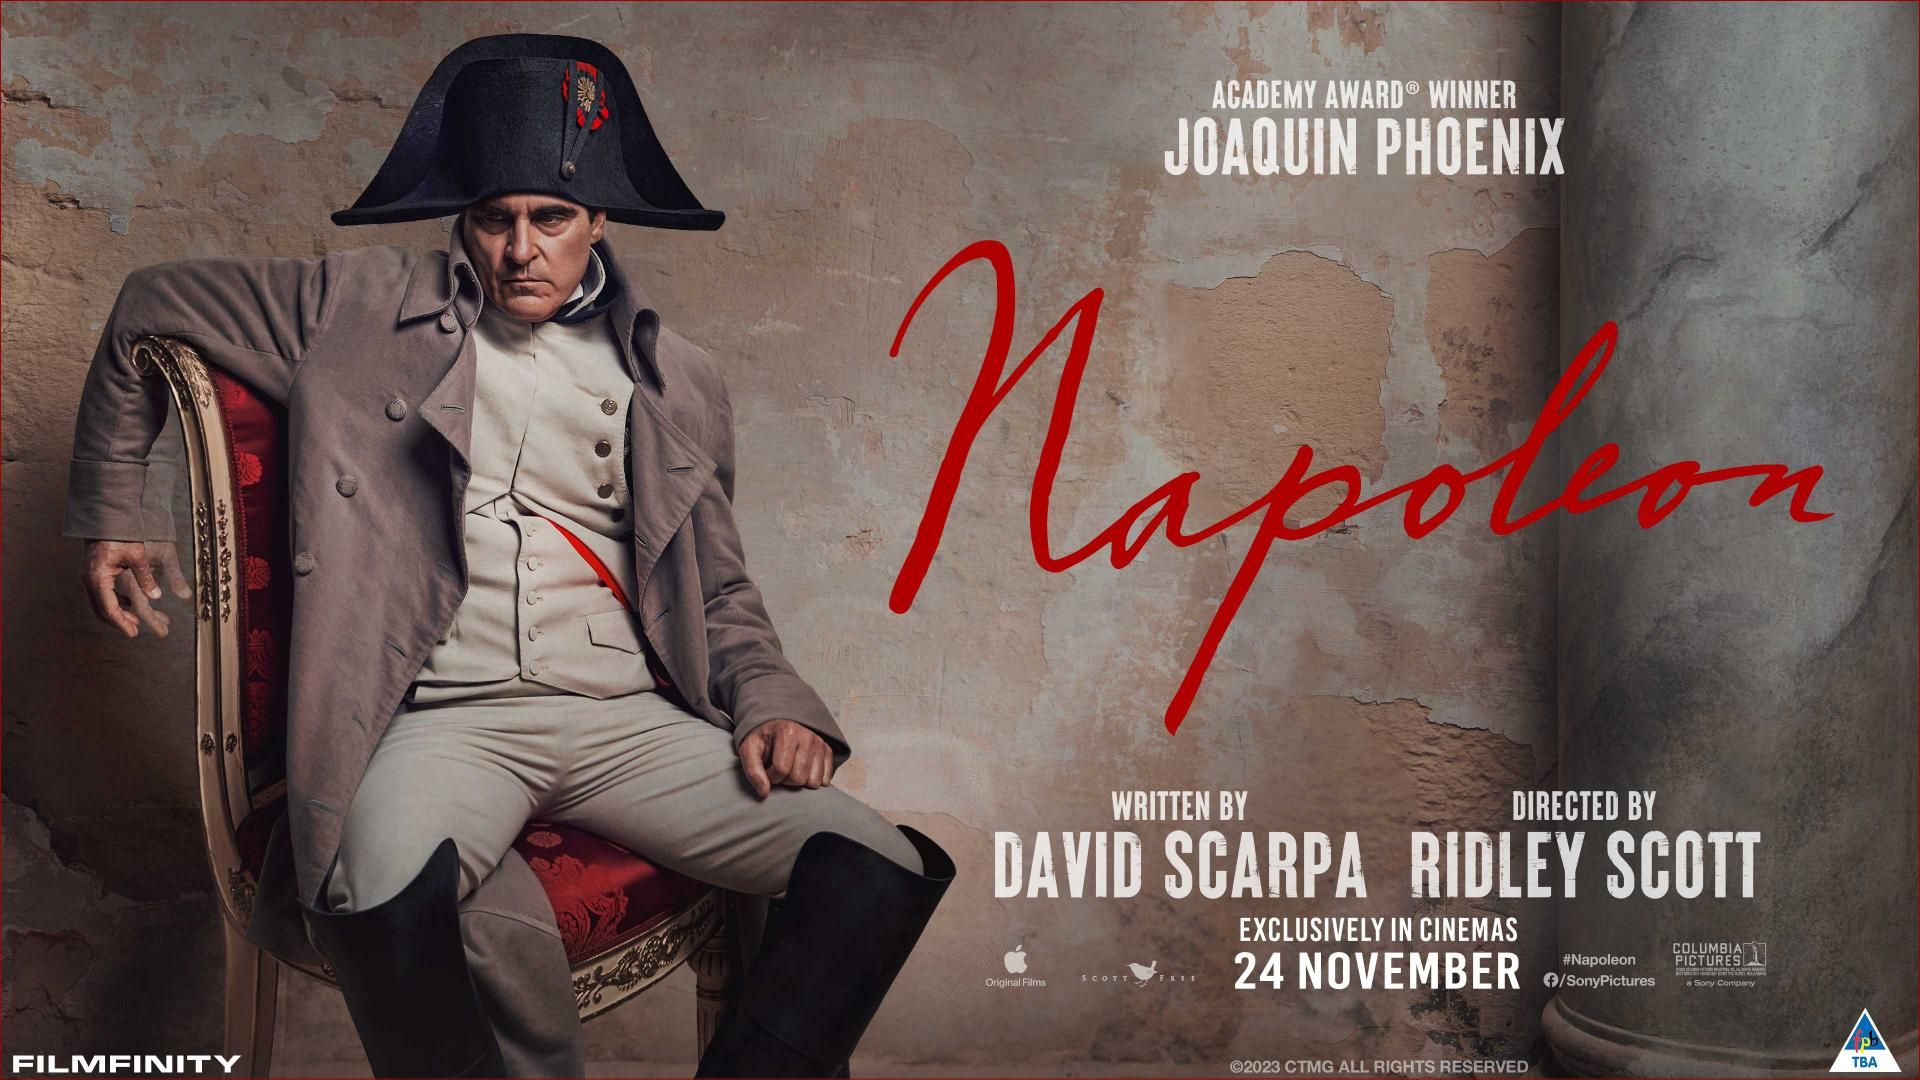 ACADEMY AWARD® WINNER
JOAQUIN PHOENIX
Napoleon
WRITTEN BY
DAVID SCARPA
DIRECTED BY
RIDLEY SCOTT
EXCLUSIVELY IN CINEMAS
24 NOVEMBER
Original Films
SCOTT FREE
#Napoleon
/SonyPictures
COLUMBIA
PICTURES
a Sony Company
FILMFINITY
©2023 CTMG ALL RIGHTS RESERVED
fpb
TBA